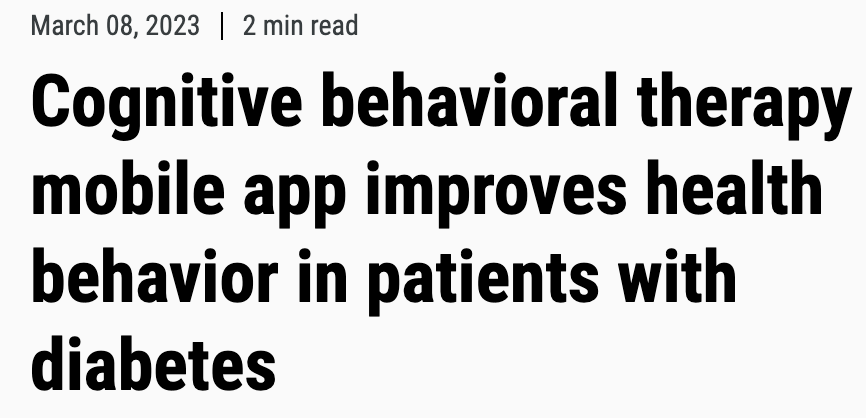 March 08, 2023 | 2 min read
Cognitive behavioral therapy
mobile app improves health
behavior in patients with
diabetes